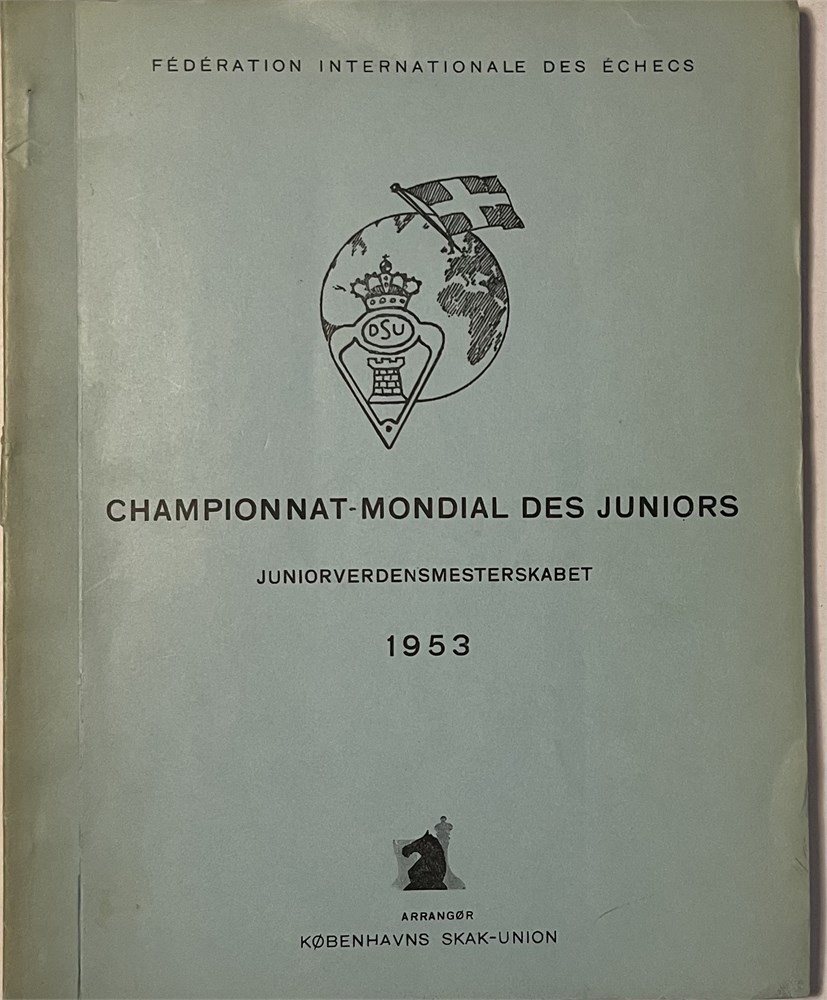 FÉDÉRATION INTERNATIONALE DES ÉCHECS
DSU
CHAMPIONNAT-MONDIAL DES JUNIORS
JUNIORVERDENSMESTERSKABET
1953
ARRANGØR
KØBENHAVNS SKAK-UNION